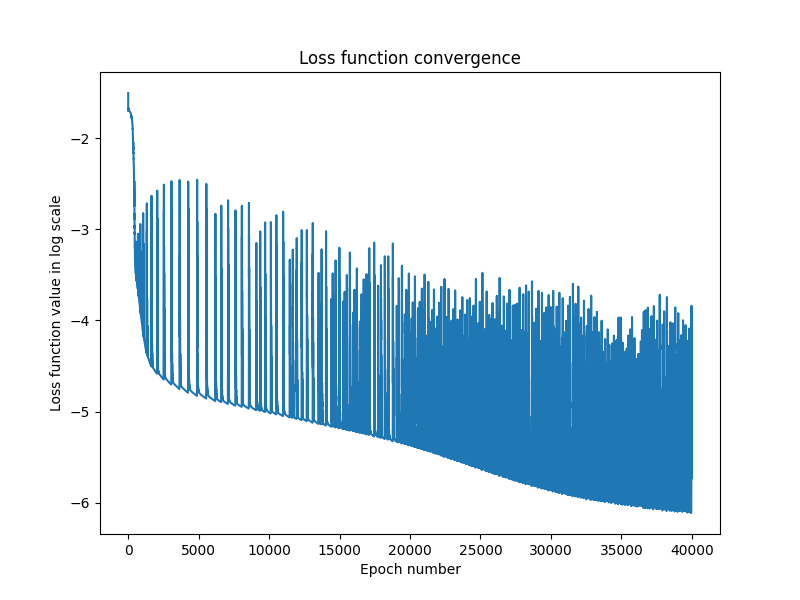 Loss function convergence
Loss function value in log scale
−2
−3
−4
−5
−6
0 5000 10000 15000 20000 25000 30000 35000 40000
Epoch number